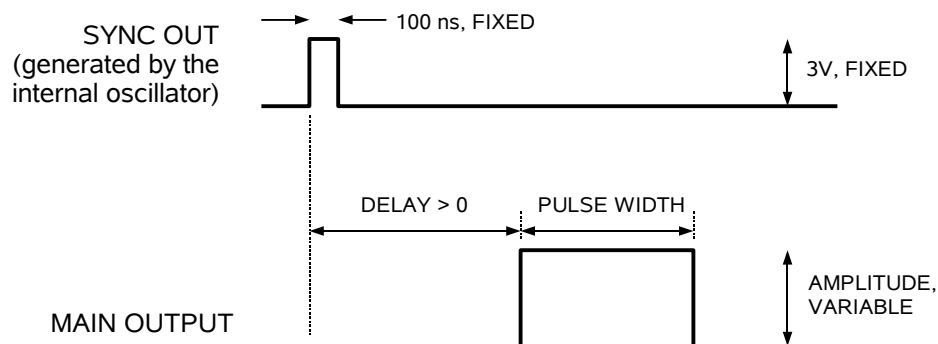 100 ns, FIXED
SYNC OUT
(generated by the
internal oscillator)
3V, FIXED
DELAY > 0
PULSE WIDTH
AMPLITUDE,
VARIABLE
MAIN OUTPUT